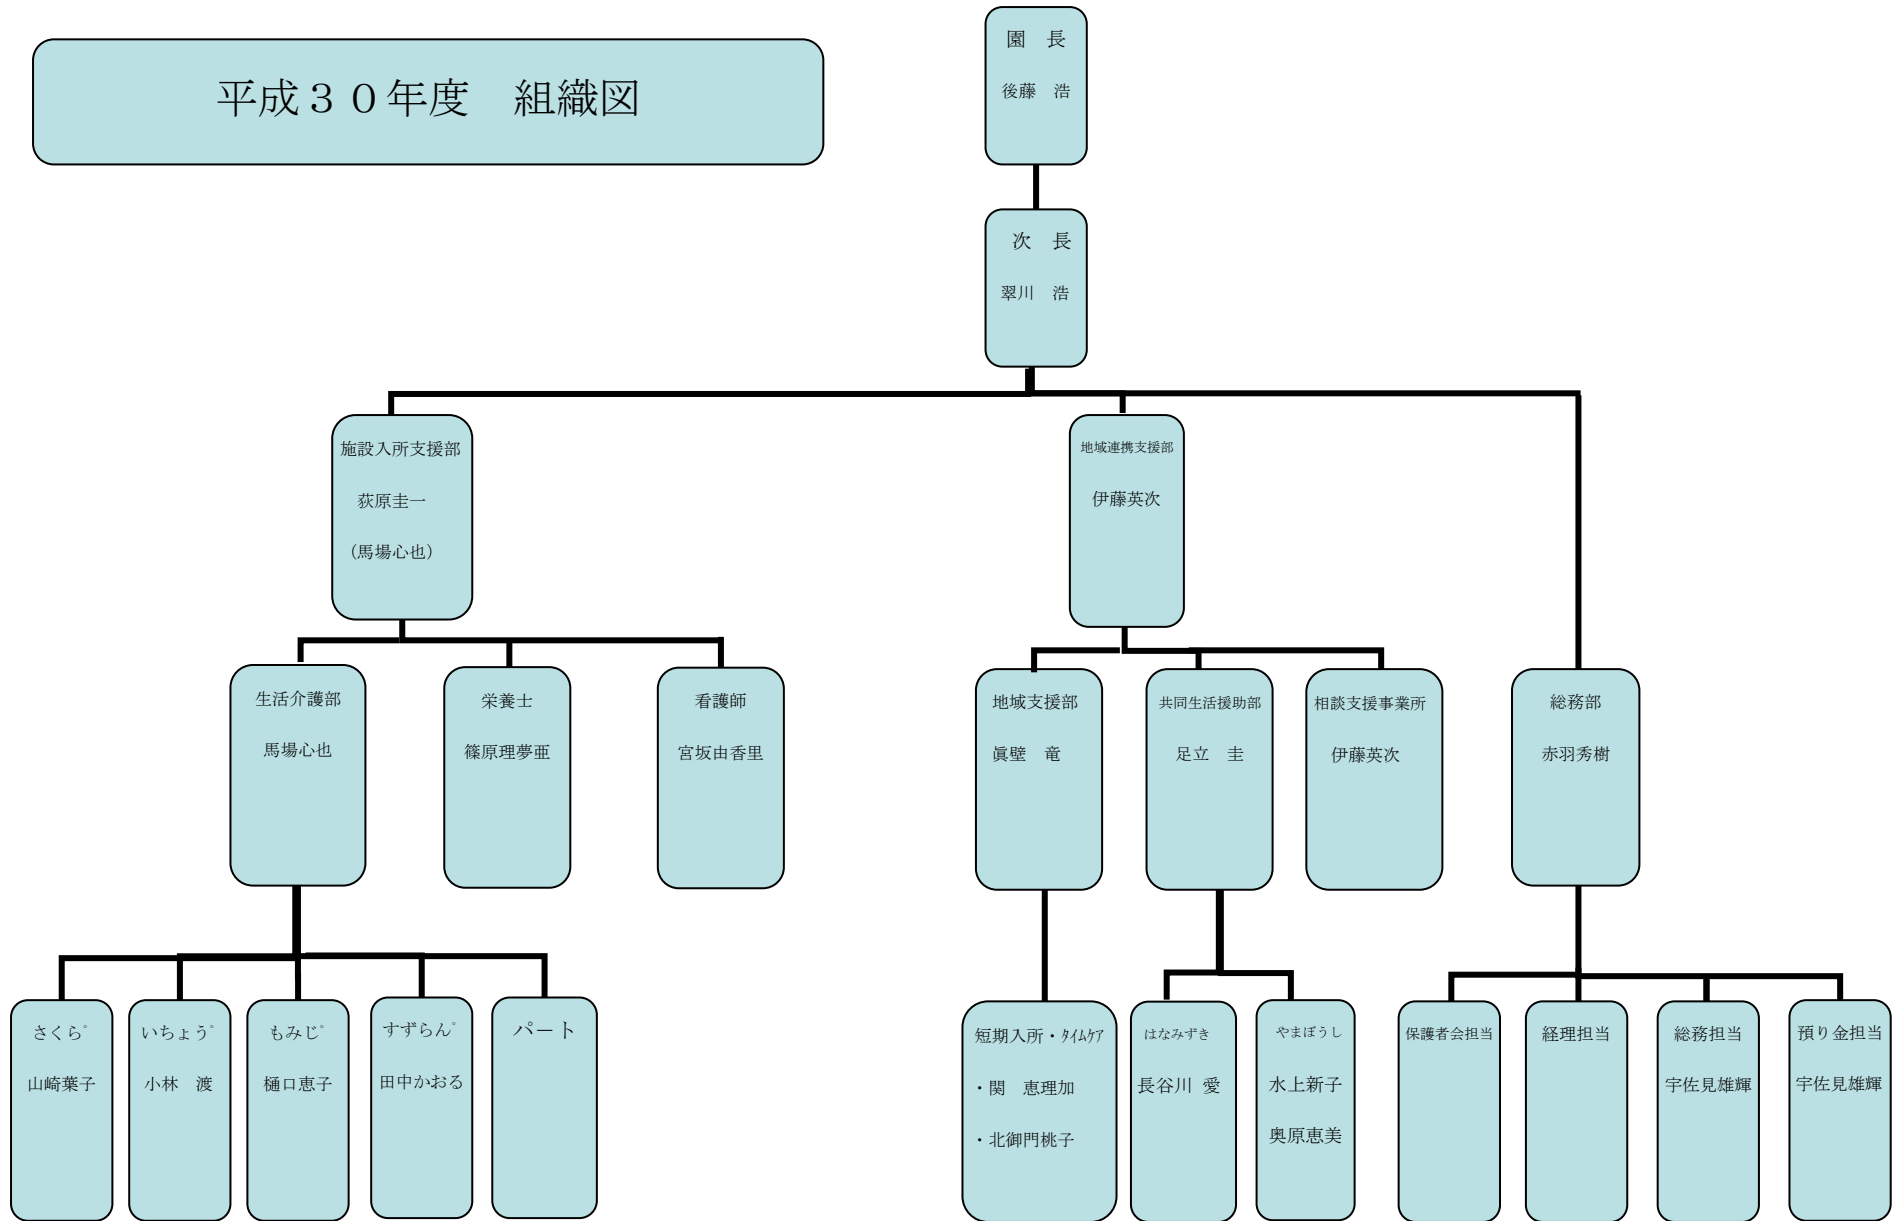 平成３０年度　組織図
園　長
後藤　浩
次　長
翠川　浩
施設入所支援部
荻原圭一
（馬場心也）
地域連携支援部
伊藤英次
生活介護部
馬場心也
栄養士
篠原理夢亜
看護師
宮坂由香里
地域支援部
眞壁　竜
共同生活援助部
足立　圭
相談支援事業所
伊藤英次
総務部
赤羽秀樹
さくらﾟ
山崎葉子
いちょうﾟ
小林　渡
もみじﾟ
樋口恵子
すずらんﾟ
田中かおる
パート
短期入所・ﾀｲﾑｹｱ
・関　恵理加
・北御門桃子
はなみずき
長谷川 愛
やまぼうし
水上新子
奥原恵美
保護者会担当
経理担当
総務担当
宇佐見雄輝
預り金担当
宇佐見雄輝